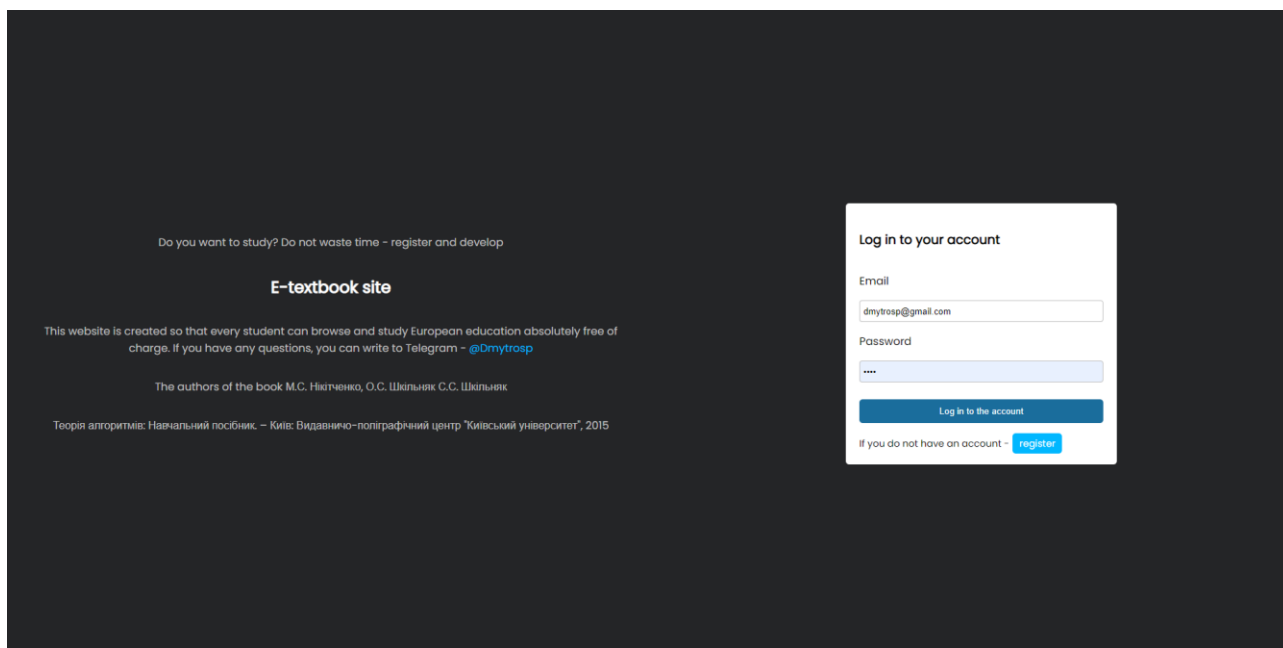 Do you want to study? Do not waste time - register and develop
E-textbook site
This website is created so that every student can browse and study European education absolutely free of
charge. If you have any questions, you can write to Telegram - @Dmytrosp
The authors of the book М.С. Нікітченко, О.С. Шкільняк С.С. Шкільняк
Теорія алгоритмів: Навчальний посібник. – Київ: Видавничо-поліграфічний центр "Київський університет", 2015
Log in to your account
Email
dmytrosp@gmail.com
Password
••••
Log in to the account
If you do not have an account - register